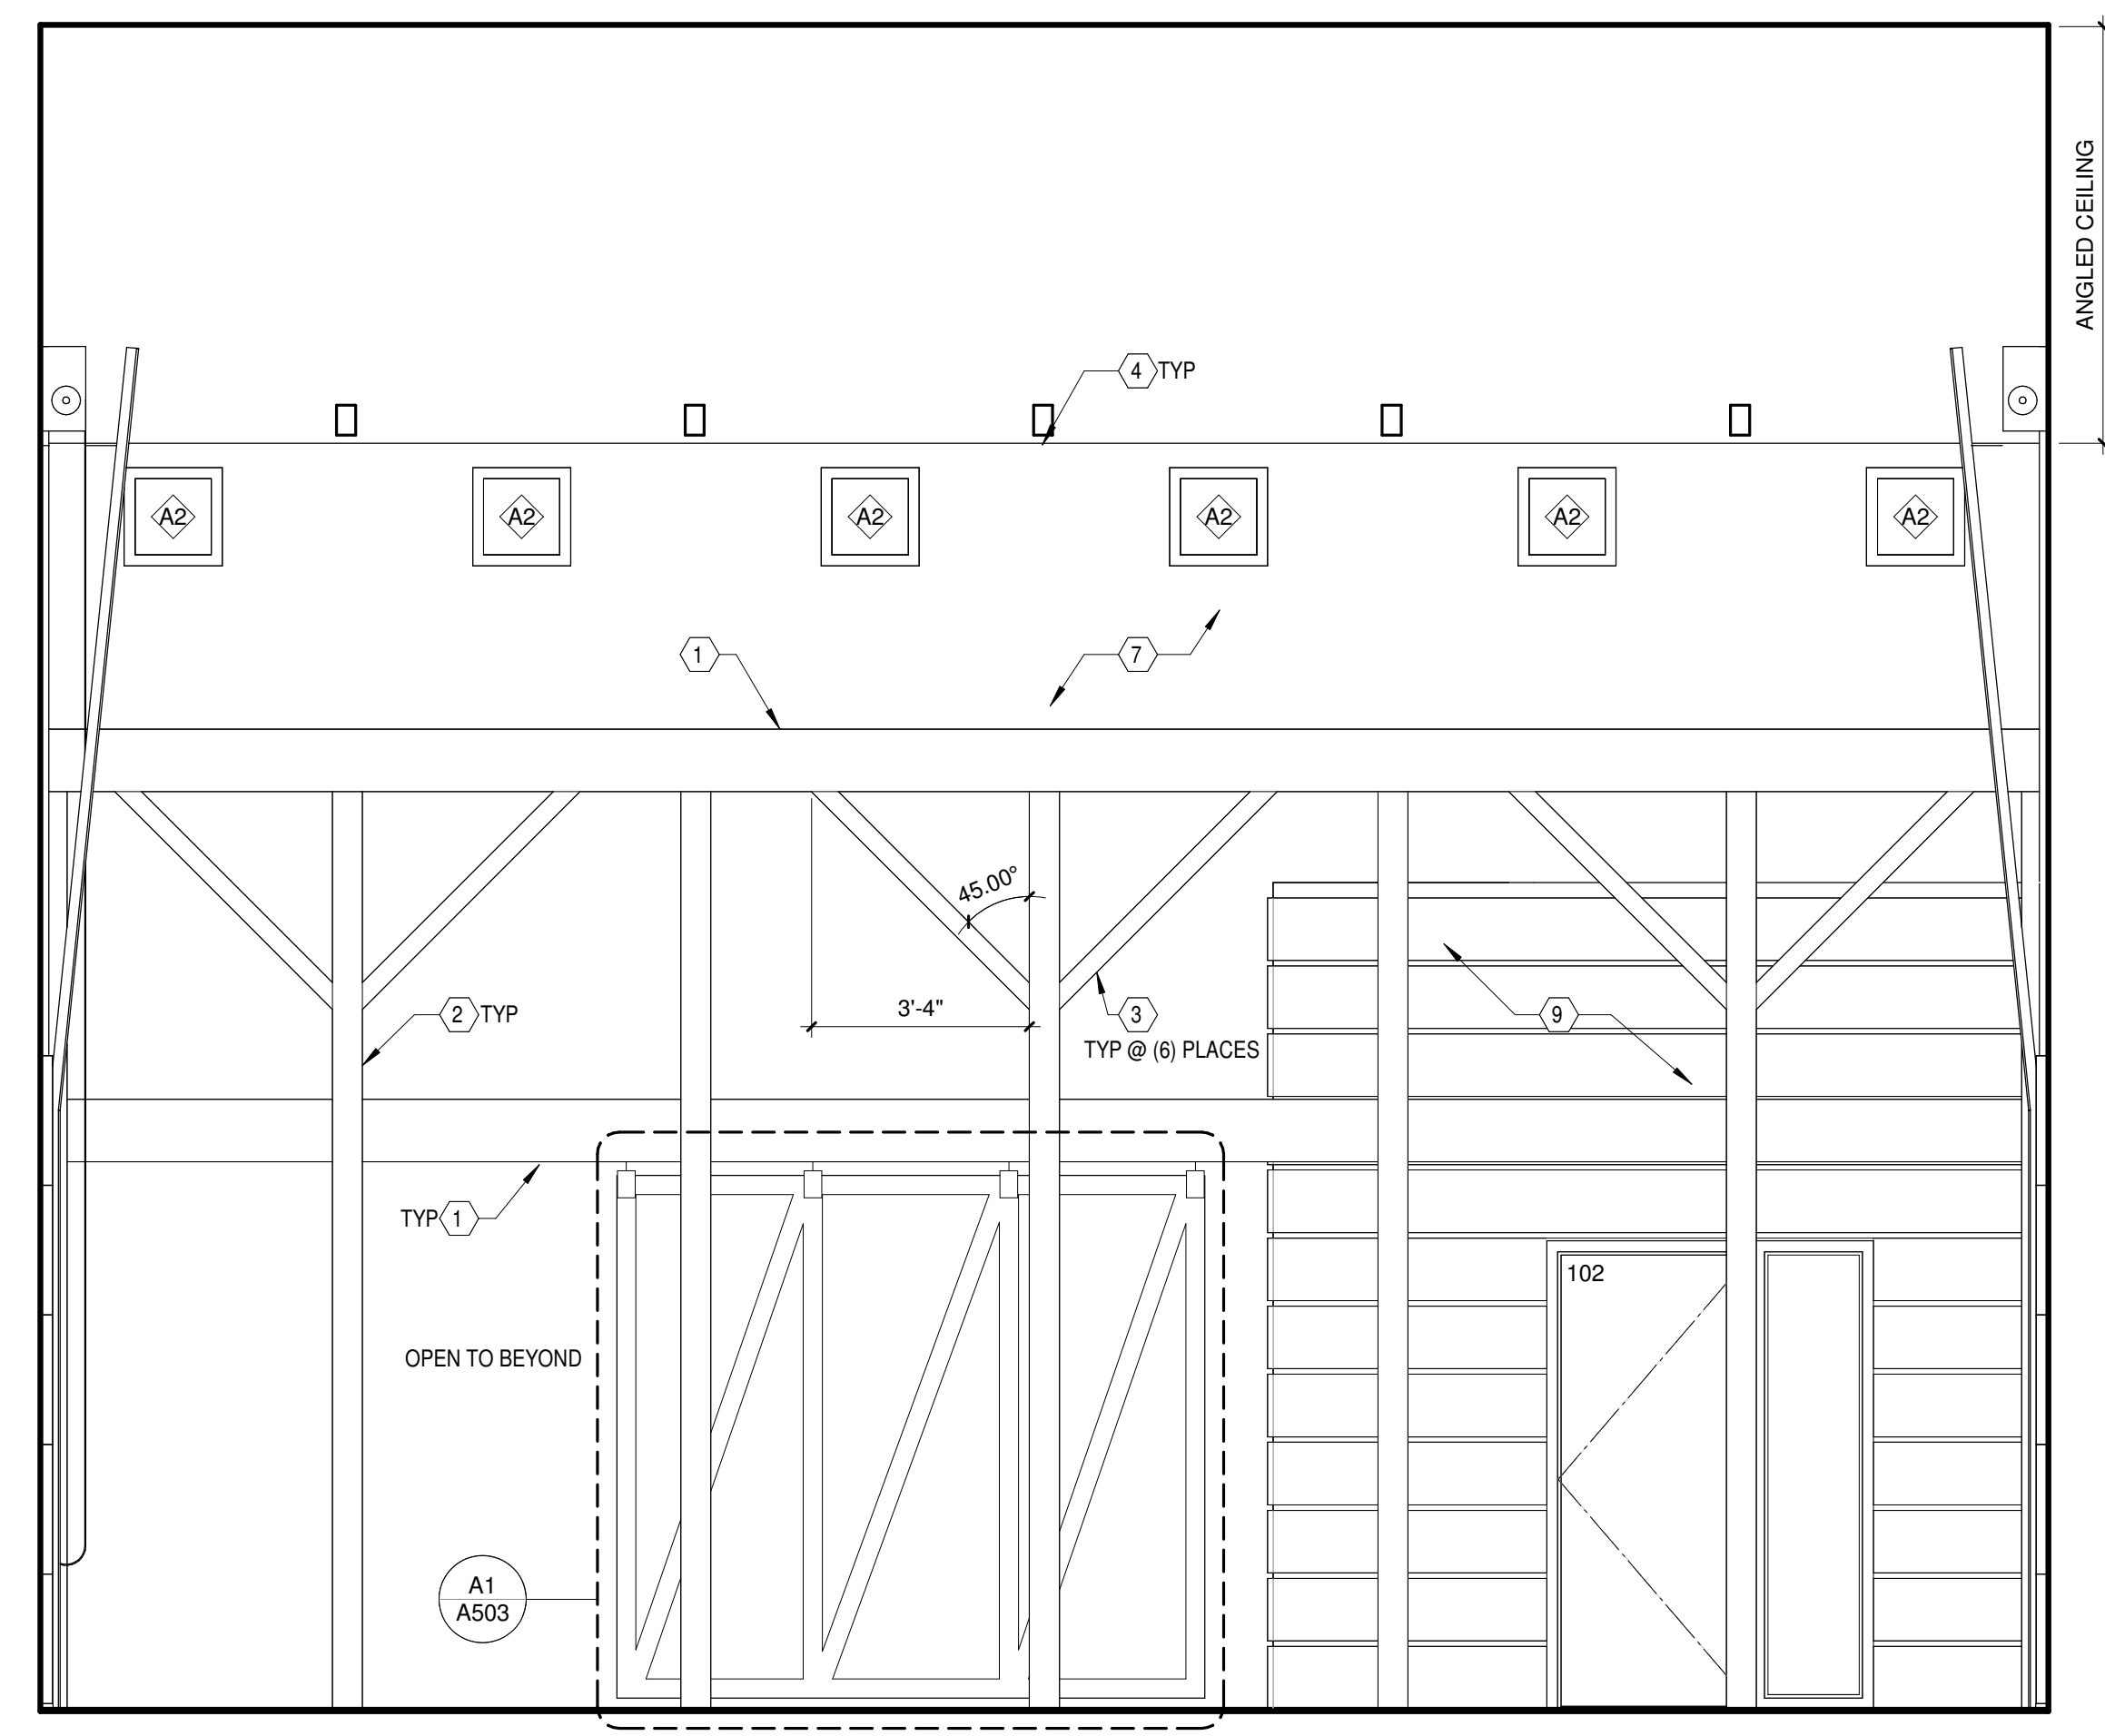 ANGLED CEILING
4 TYP
A2 A2 A2 A2 A2 A2
1 7
45.00°
3'-4"
2 TYP
3
9
TYP @ (6) PLACES
TYP 1
102
OPEN TO BEYOND
A1
A503